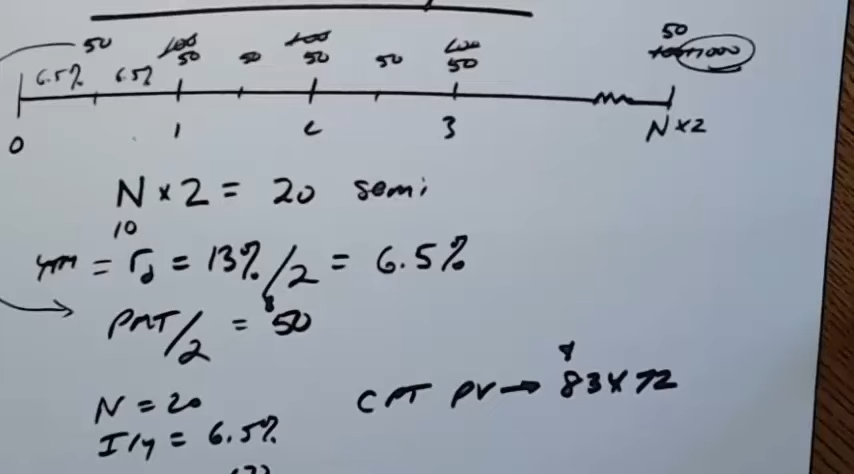 50 100 100 100 50
50 50 50 50 50 100+1000
6.5% 6.5%
0 1 2 3 N×2
N × 2 = 20 semi
10
YTM = rd = 13%/2 = 6.5%
PMT/2 = $50
N = 20
CPT PV → $834.72
I/Y = 6.5%